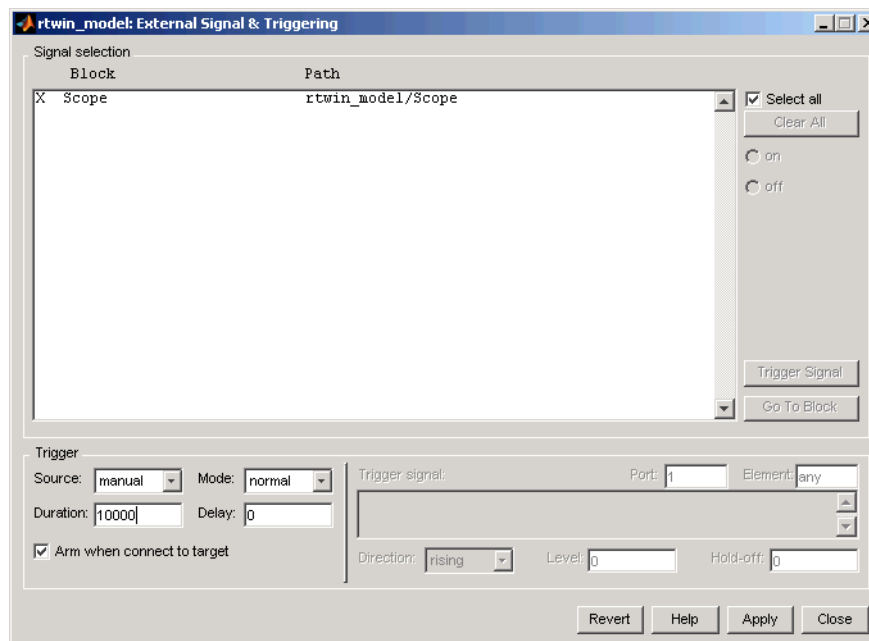 rtwin_model: External Signal & Triggering
Signal selection
Block Path
X Scope rtwin_model/Scope
Select all
Clear All
on
off
Trigger Signal
Go To Block
Trigger
Source: manual Mode: normal
Duration: 10000 Delay: 0
Arm when connect to target
Trigger signal: Port: 1 Element: any
Direction: rising Level: 0 Hold-off: 0
Revert Help Apply Close